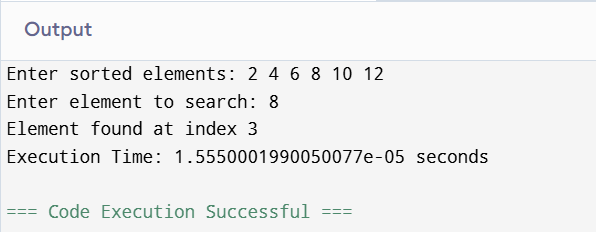 Output
Enter sorted elements: 2 4 6 8 10 12
Enter element to search: 8
Element found at index 3
Execution Time: 1.5550001990050077e-05 seconds
=== Code Execution Successful ===